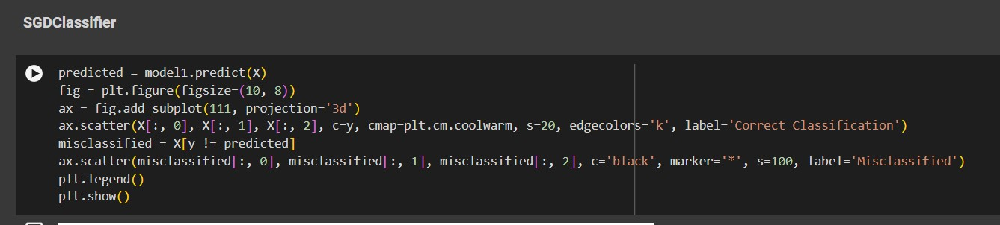 SGDClassifier
predicted = model1.predict(X)
fig = plt.figure(figsize=(10, 8))
ax = fig.add_subplot(111, projection='3d')
ax.scatter(X[:, 0], X[:, 1], X[:, 2], c=y, cmap=plt.cm.coolwarm, s=20, edgecolors='k', label='Correct Classification')
misclassified = X[y != predicted]
ax.scatter(misclassified[:, 0], misclassified[:, 1], misclassified[:, 2], c='black', marker='*', s=100, label='Misclassified')
plt.legend()
plt.show()